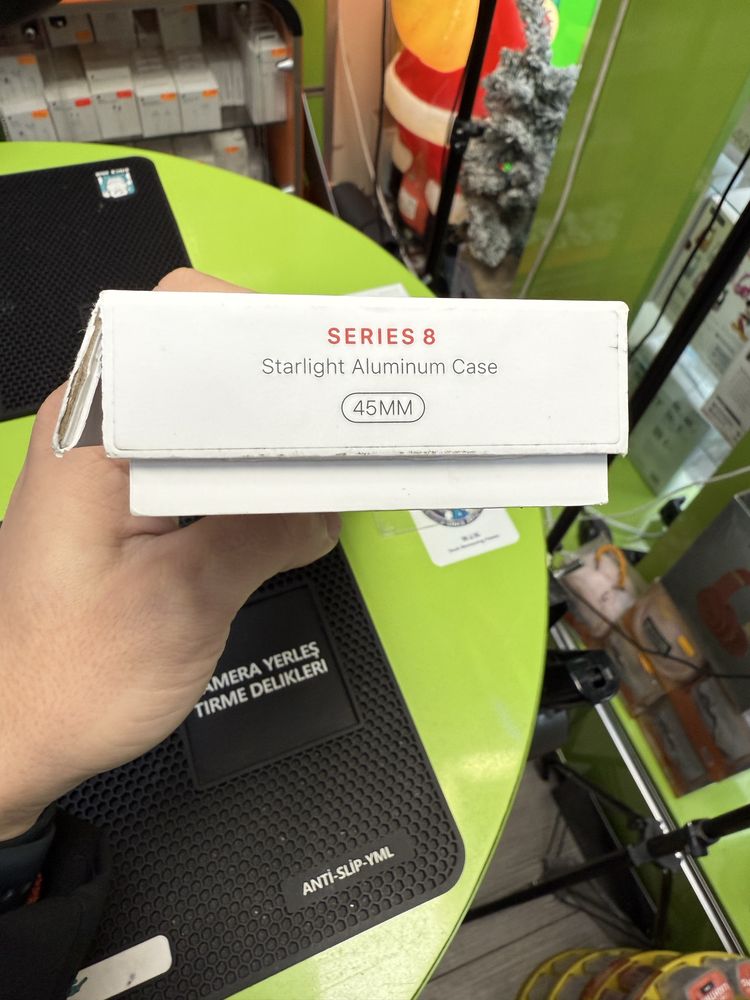 SERIES 8
Starlight Aluminum Case
45MM
AMERA YERLEŞ
TIRME DELIKLERI
ANTİ-SLİP-YML